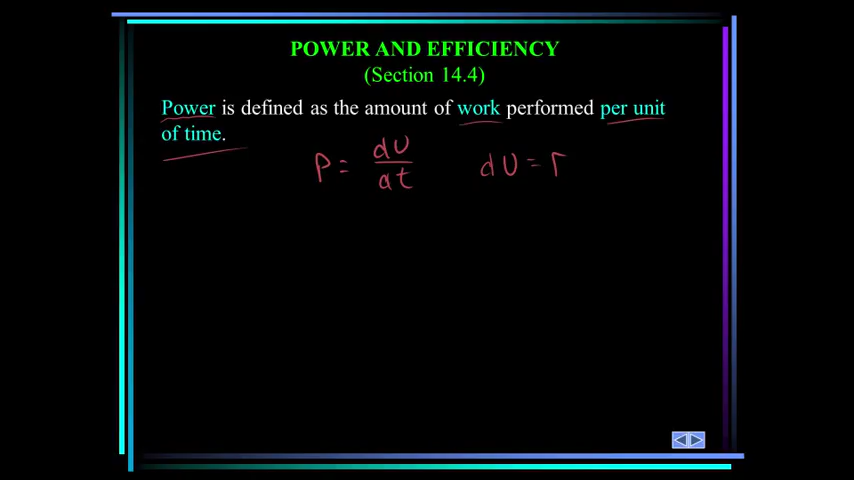 POWER AND EFFICIENCY
(Section 14.4)
Power is defined as the amount of work performed per unit
of time.
P = dU/dt dU =